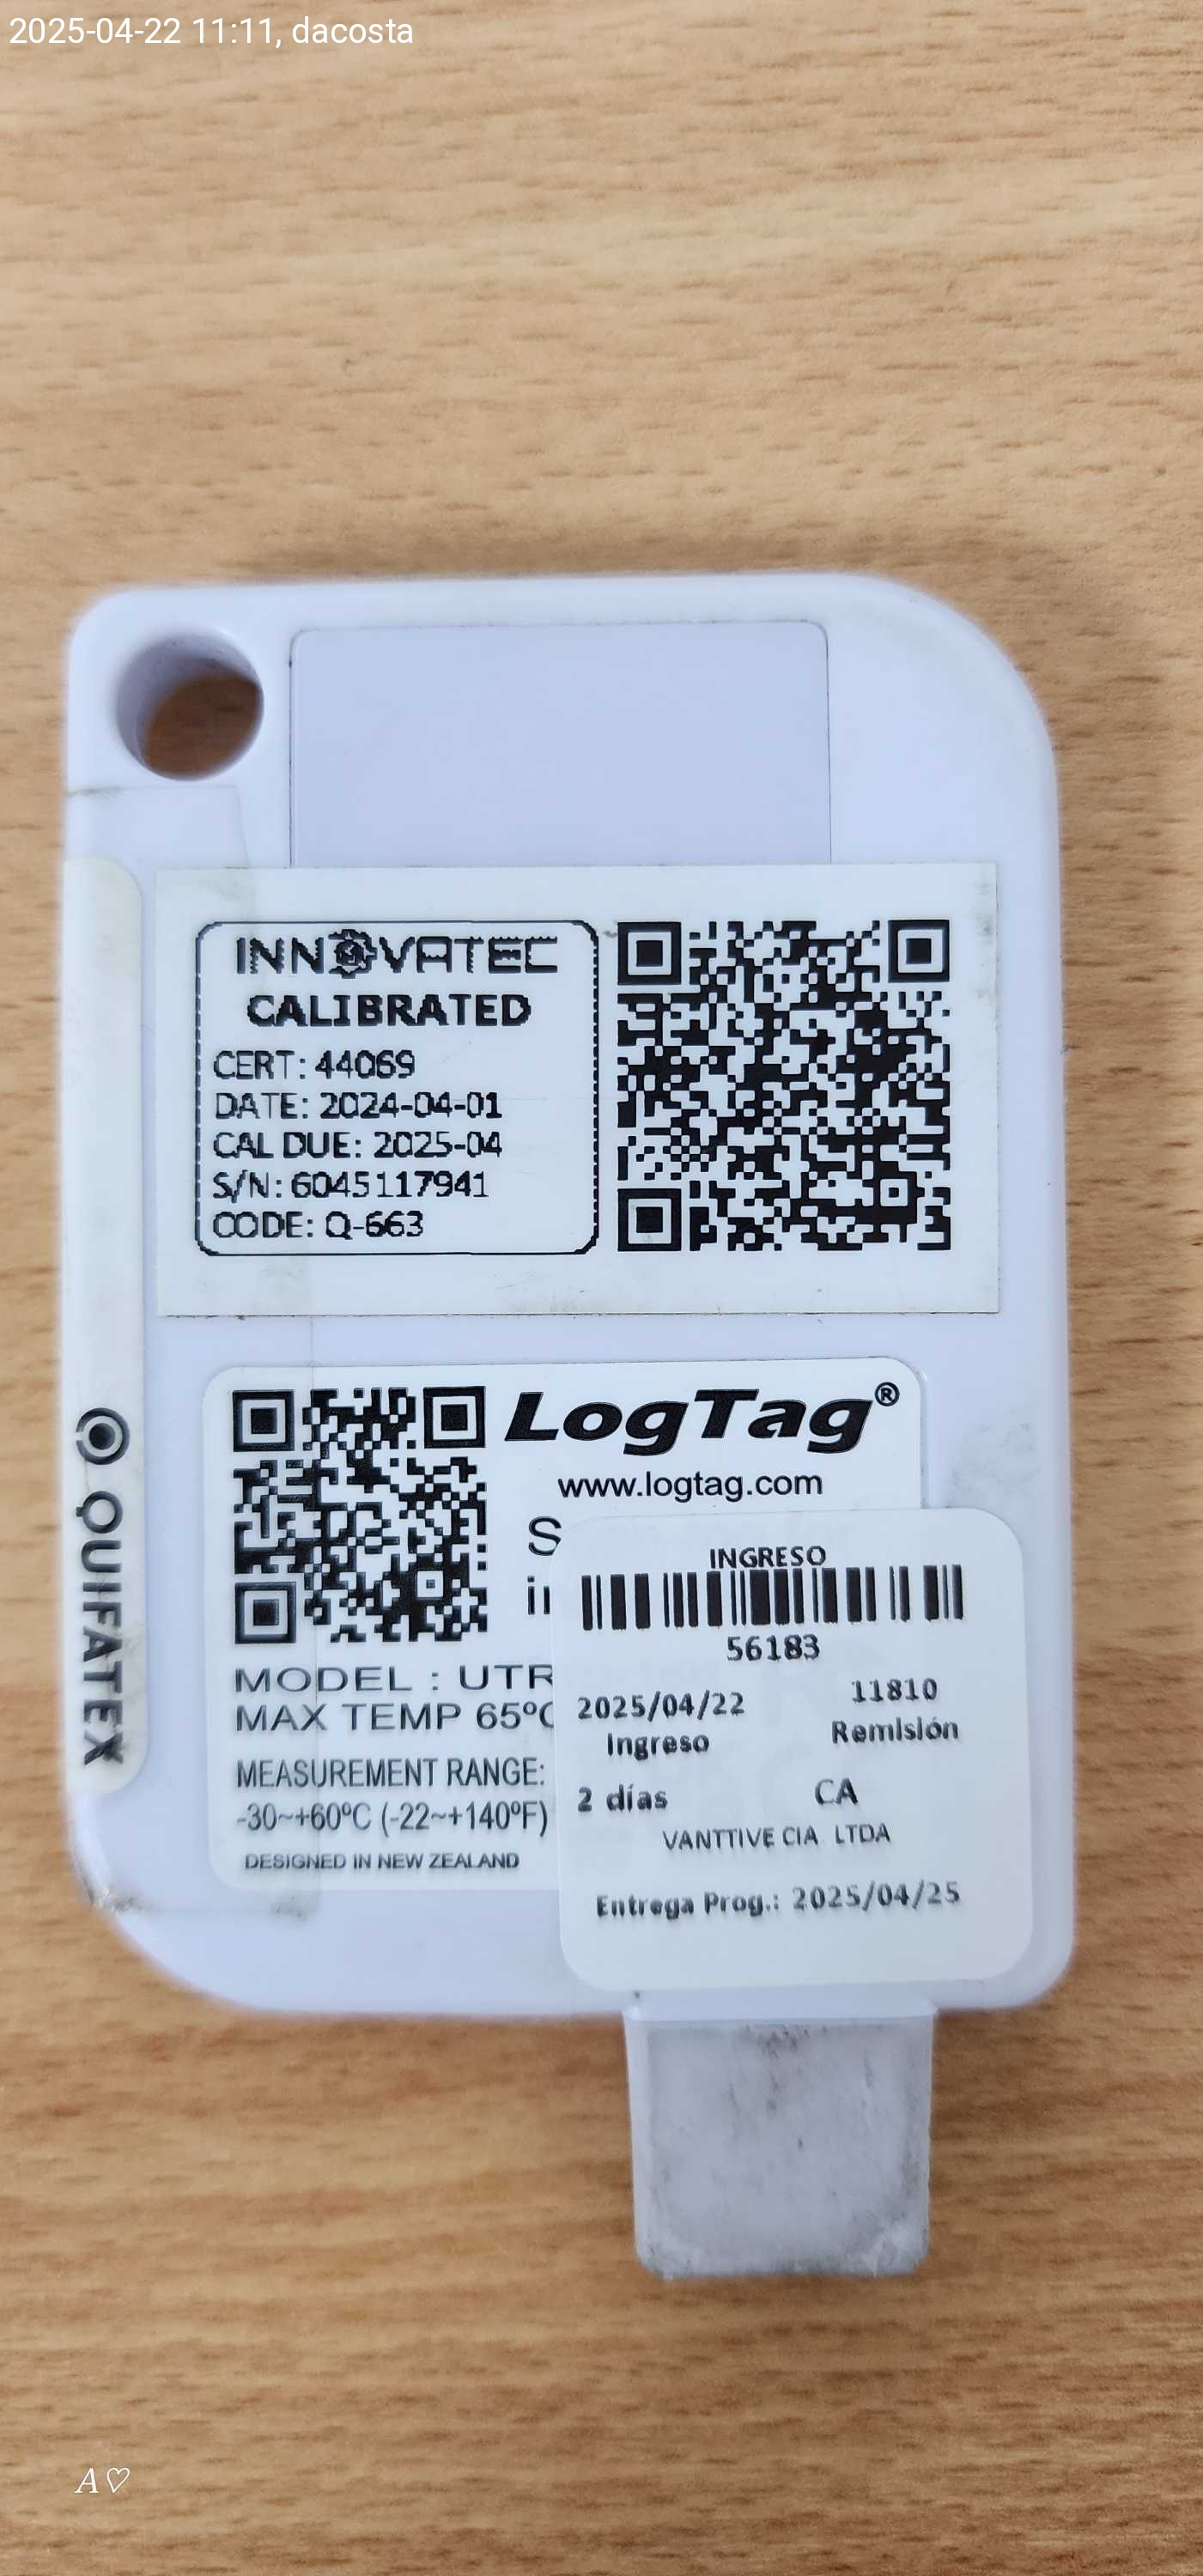 2025-04-22 11:11, dacosta
INNOVATEC
CALIBRATED
CERT: 44069
DATE: 2024-04-01
CAL DUE: 2025-04
S/N: 6045117941
CODE: Q-663
QUIFATEX
LogTag®
www.logtag.com
S
MODEL : UTR
MAX TEMP 65ºC
MEASUREMENT RANGE:
-30~+60ºC (-22~+140ºF)
DESIGNED IN NEW ZEALAND
INGRESO
56183
2025/04/22 11810
Ingreso Remisión
2 días CA
VANTTIVE CIA LTDA
Entrega Prog.: 2025/04/25
A♡